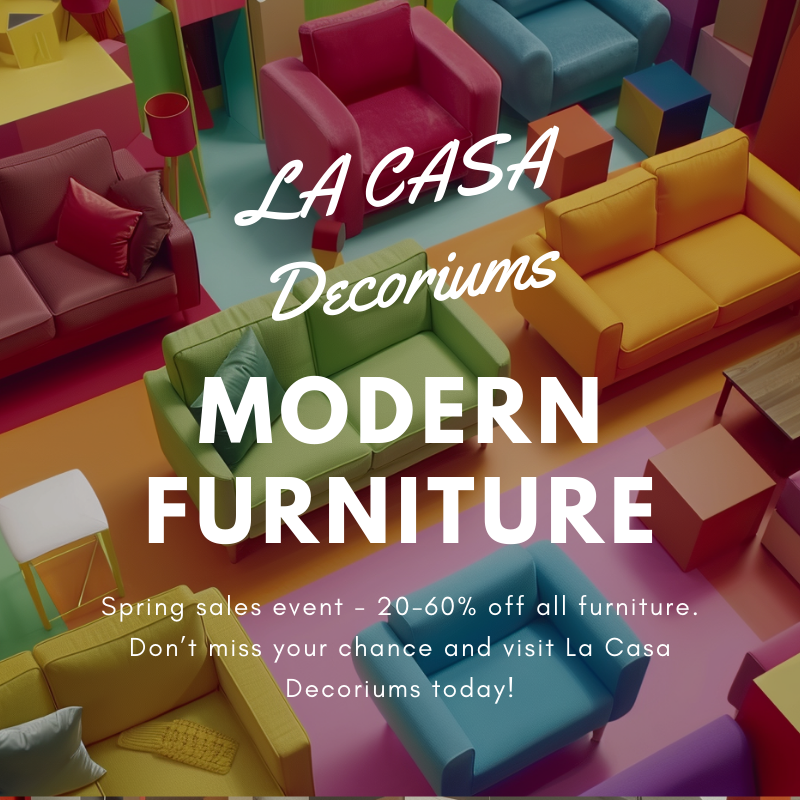 LA CASA
Decoriums
MODERN
FURNITURE
Spring sales event - 20-60% off all furniture.
Don't miss your chance and visit La Casa
Decoriums today!